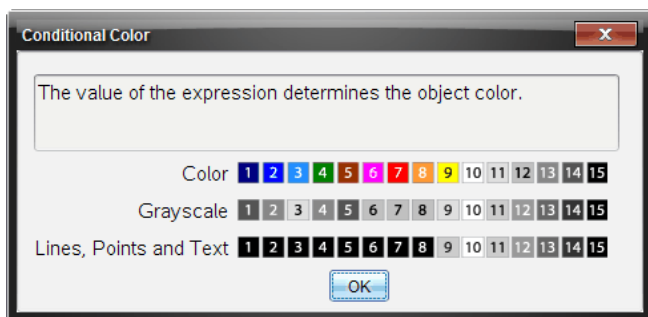 Conditional Color
The value of the expression determines the object color.
Color 1 2 3 4 5 6 7 8 9 10 11 12 13 14 15
Grayscale 1 2 3 4 5 6 7 8 9 10 11 12 13 14 15
Lines, Points and Text 1 2 3 4 5 6 7 8 9 10 11 12 13 14 15
OK